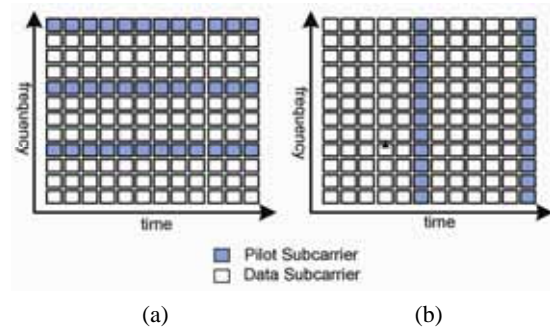 frequency
time
frequency
time
Pilot Subcarrier
Data Subcarrier
(a)
(b)